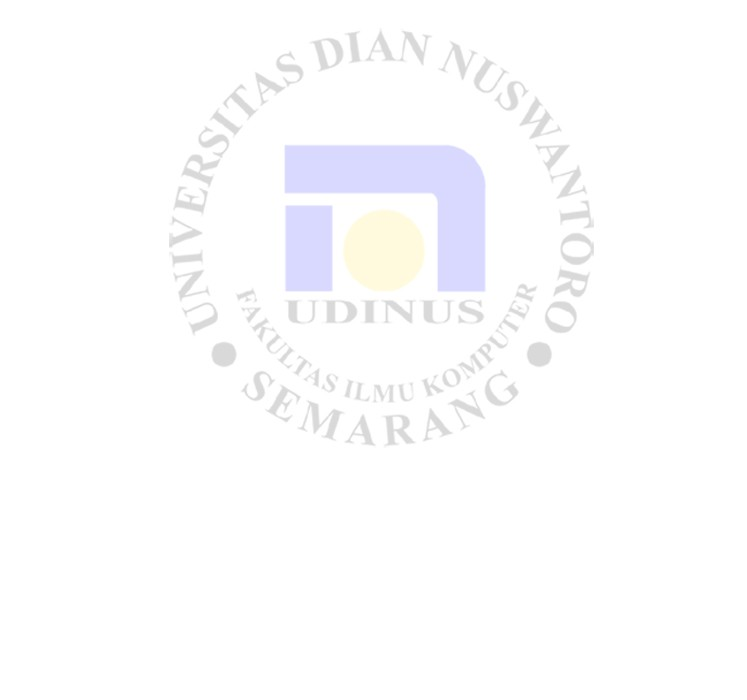 UNIVERSITAS DIAN NUSWANTORO
UDINUS
FAKULTAS ILMU KOMPUTER
SEMARANG